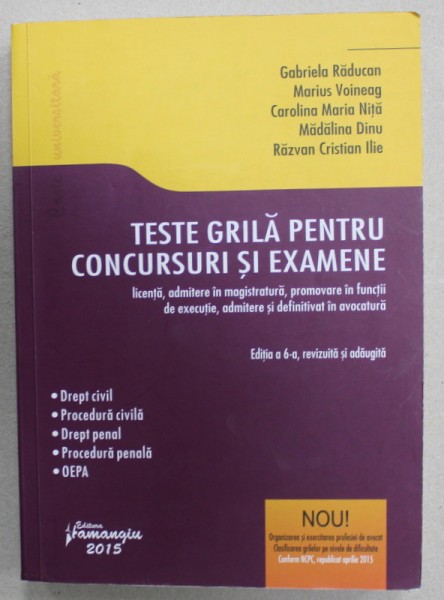 Gabriela Răducan
Marius Voineag
Carolina Maria Niță
Mădălina Dinu
Răzvan Cristian Ilie
universitară
TESTE GRILĂ PENTRU
CONCURSURI ȘI EXAMENE
licență, admitere în magistratură, promovare în funcții
de execuție, admitere și definitivat în avocatură
Ediția a 6-a, revizuită și adăugită
• Drept civil
• Procedură civilă
• Drept penal
• Procedură penală
• OEPA
Editura
Hamangiu
2015
NOU!
Organizarea și exercitarea profesiei de avocat
Clasificarea grilelor pe nivele de dificultate
Conform NCPC, republicat aprilie 2015